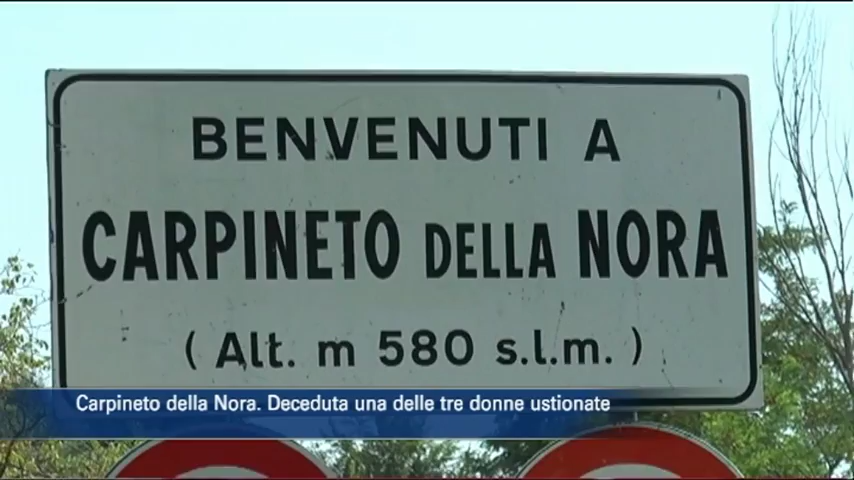 BENVENUTI A
CARPINETO DELLA NORA
( Alt. m 580 s.l.m. )
Carpineto della Nora. Deceduta una delle tre donne ustionate